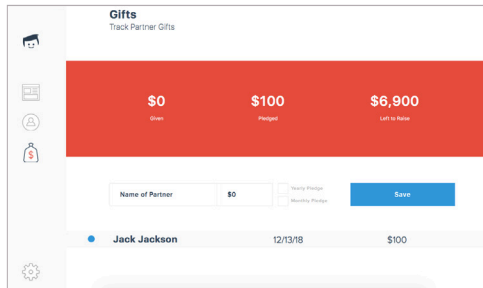 Gifts
Track Partner Gifts
$0 $100 $6,900
Given Pledged Left to Raise
Yearly Pledge
Name of Partner $0 Save
Monthly Pledge
Jack Jackson 12/13/18 $100